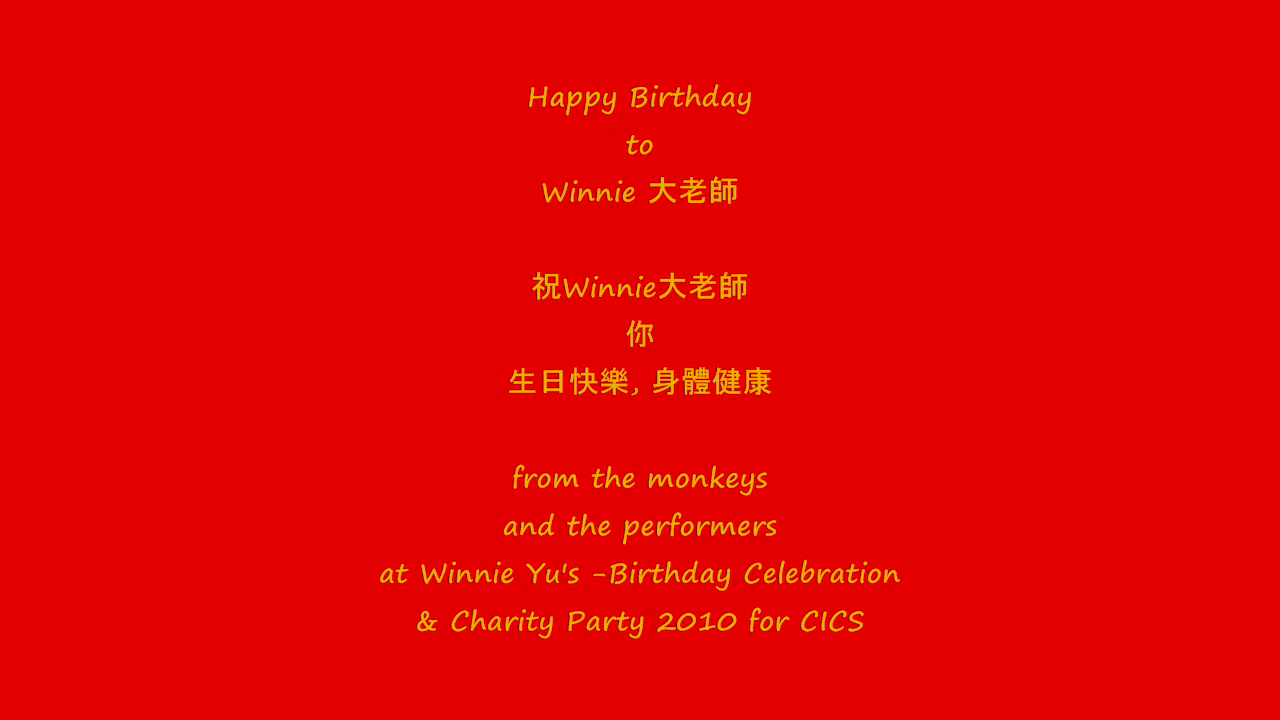 Happy Birthday
to
Winnie 大老師
祝Winnie大老師
你
生日快樂, 身體健康
from the monkeys
and the performers
at Winnie Yu's -Birthday Celebration
& Charity Party 2010 for CICS